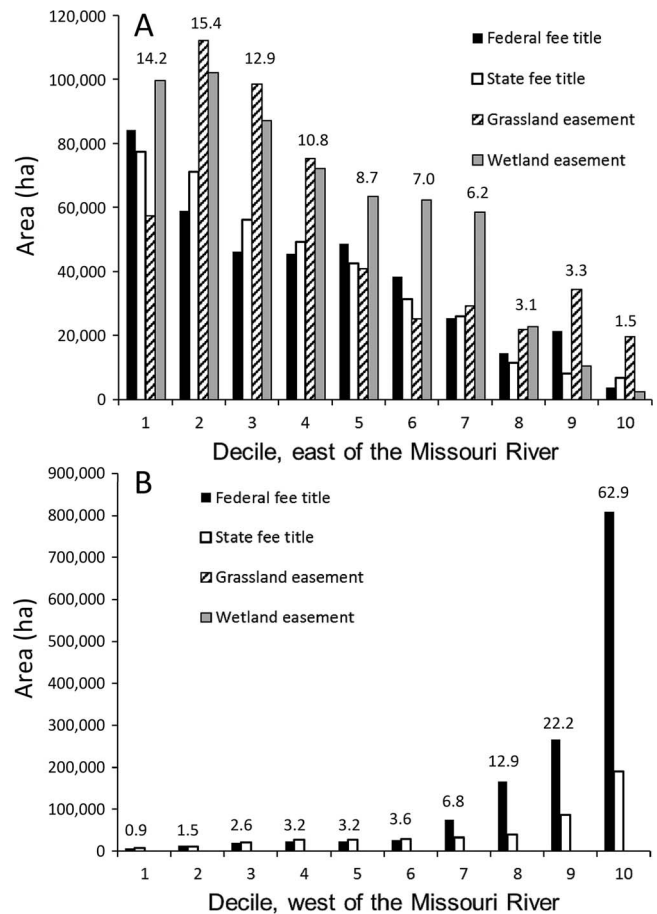 A
120,000
100,000
80,000
60,000
40,000
20,000
0
Area (ha)
14.2
15.4
12.9
10.8
8.7
7.0
6.2
3.1
3.3
1.5
Federal fee title
State fee title
Grassland easement
Wetland easement
1 2 3 4 5 6 7 8 9 10
Decile, east of the Missouri River
B
900,000
800,000
700,000
600,000
500,000
400,000
300,000
200,000
100,000
0
Area (ha)
Federal fee title
State fee title
Grassland easement
Wetland easement
0.9
1.5
2.6
3.2
3.2
3.6
6.8
12.9
22.2
62.9
1 2 3 4 5 6 7 8 9 10
Decile, west of the Missouri River